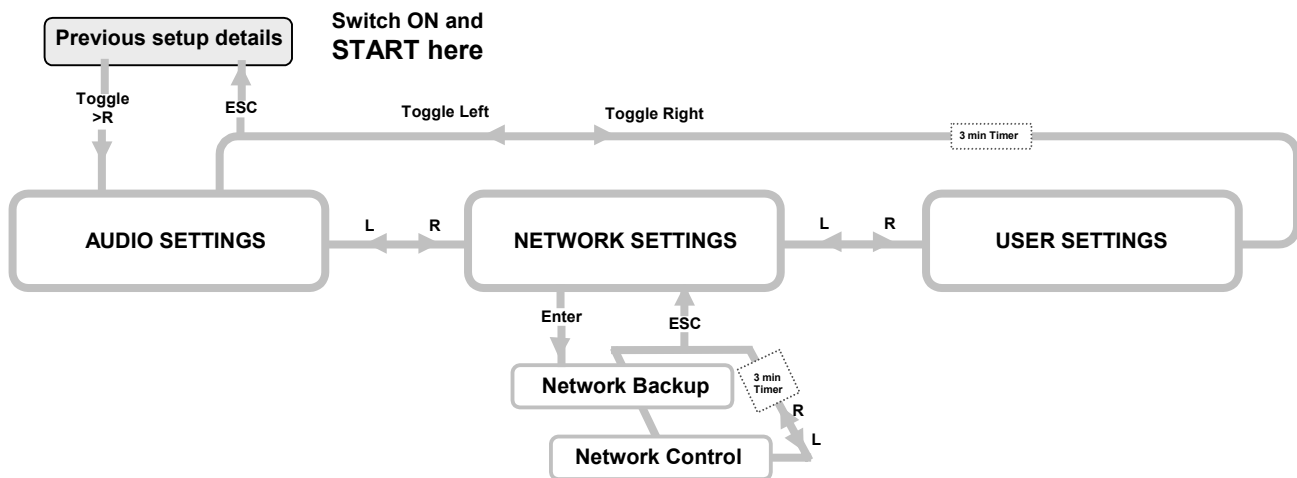 Previous setup details
Switch ON and
START here
Toggle
>R
ESC
Toggle Left
Toggle Right
3 min Timer
AUDIO SETTINGS
L
R
NETWORK SETTINGS
L
R
USER SETTINGS
Enter
ESC
Network Backup
3 min
Timer
R
L
Network Control